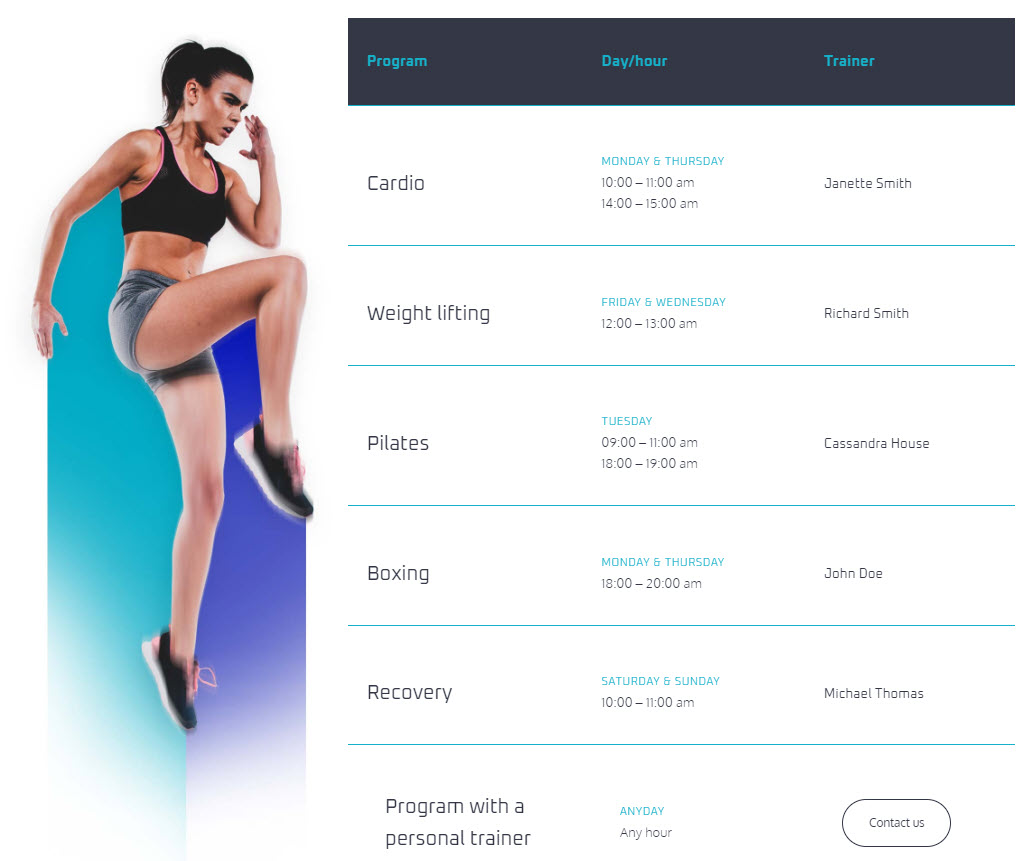 Program Day/hour Trainer
Cardio
MONDAY & THURSDAY
10:00 – 11:00 am
14:00 – 15:00 am
Janette Smith
Weight lifting
FRIDAY & WEDNESDAY
12:00 – 13:00 am
Richard Smith
Pilates
TUESDAY
09:00 – 11:00 am
18:00 – 19:00 am
Cassandra House
Boxing
MONDAY & THURSDAY
18:00 – 20:00 am
John Doe
Recovery
SATURDAY & SUNDAY
10:00 – 11:00 am
Michael Thomas
Program with a
personal trainer
ANYDAY
Any hour
Contact us